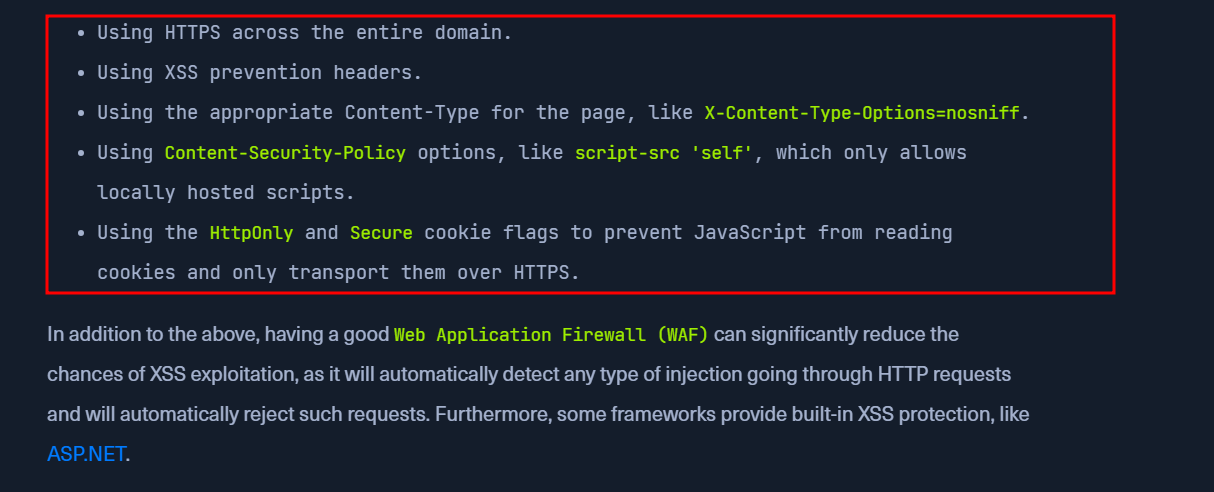 • Using HTTPS across the entire domain.
• Using XSS prevention headers.
• Using the appropriate Content-Type for the page, like X-Content-Type-Options=nosniff.
• Using Content-Security-Policy options, like script-src 'self', which only allows
locally hosted scripts.
• Using the HttpOnly and Secure cookie flags to prevent JavaScript from reading
cookies and only transport them over HTTPS.
In addition to the above, having a good Web Application Firewall (WAF) can significantly reduce the
chances of XSS exploitation, as it will automatically detect any type of injection going through HTTP requests
and will automatically reject such requests. Furthermore, some frameworks provide built-in XSS protection, like
ASP.NET.